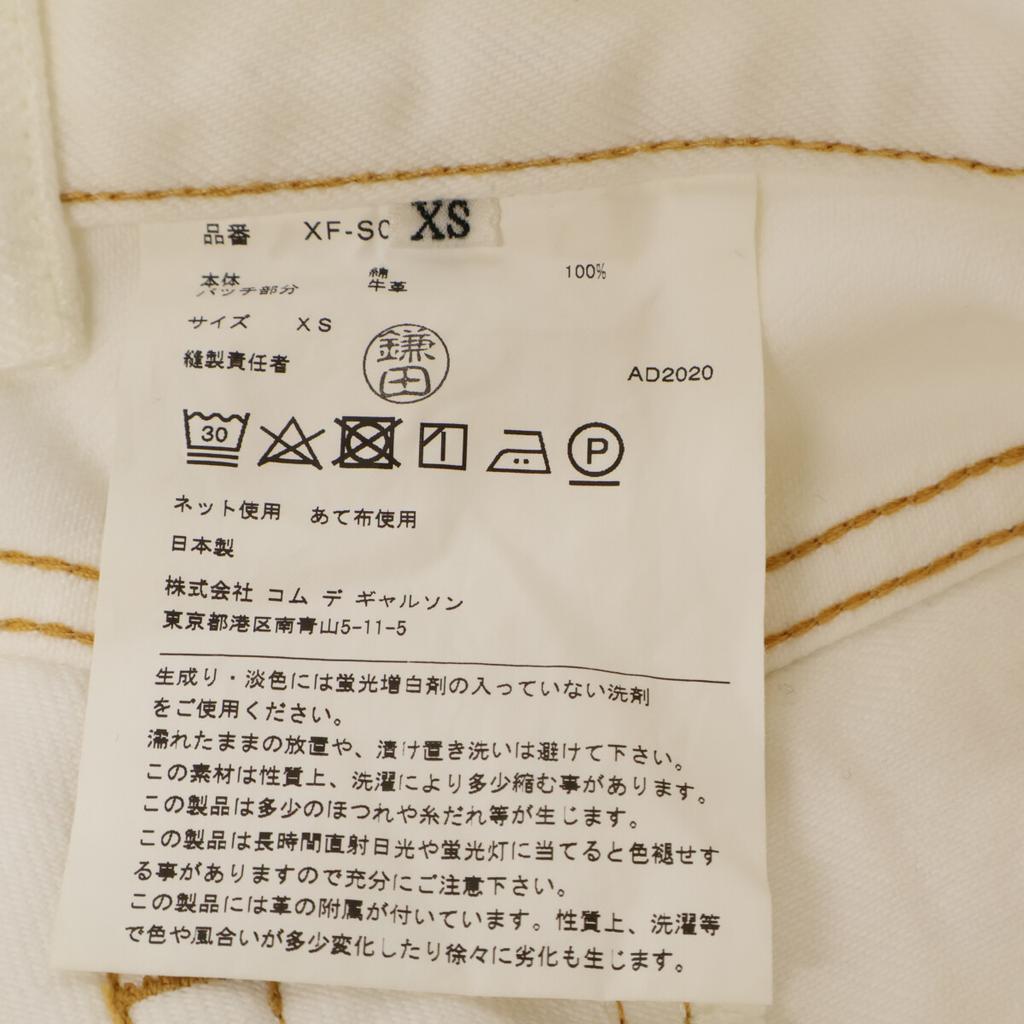 品番 XF-S XS
本体 綿 100%
パッチ部分 牛革
サイズ XS
縫製責任者 鎌田 AD2020
30 P
ネット使用 あて布使用
日本製
株式会社 コム デ ギャルソン
東京都港区南青山5-11-5
生成り・淡色には蛍光増白剤の入っていない洗剤
をご使用ください。
濡れたままの放置や、漬け置き洗いは避けて下さい。
この素材は性質上、洗濯により多少縮む事があります。
この製品は多少のほつれや糸だれ等が生じます。
この製品は長時間直射日光や蛍光灯に当てると色褪せす
る事がありますので充分にご注意下さい。
この製品には革の附属が付いています。性質上、洗濯等
で色や風合いが多少変化したり徐々に劣化も生じます。